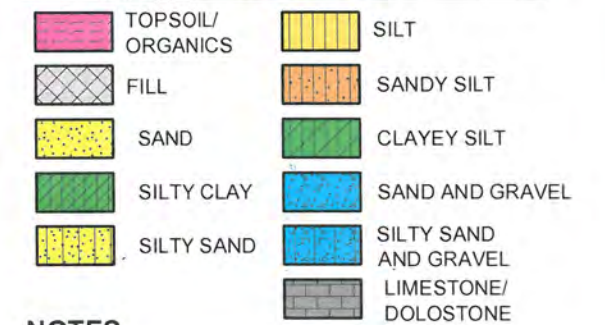 TOPSOIL/
ORGANICS
FILL
SAND
SILTY CLAY
SILTY SAND
SILT
SANDY SILT
CLAYEY SILT
SAND AND GRAVEL
SILTY SAND
AND GRAVEL
LIMESTONE/
DOLOSTONE
NOTES